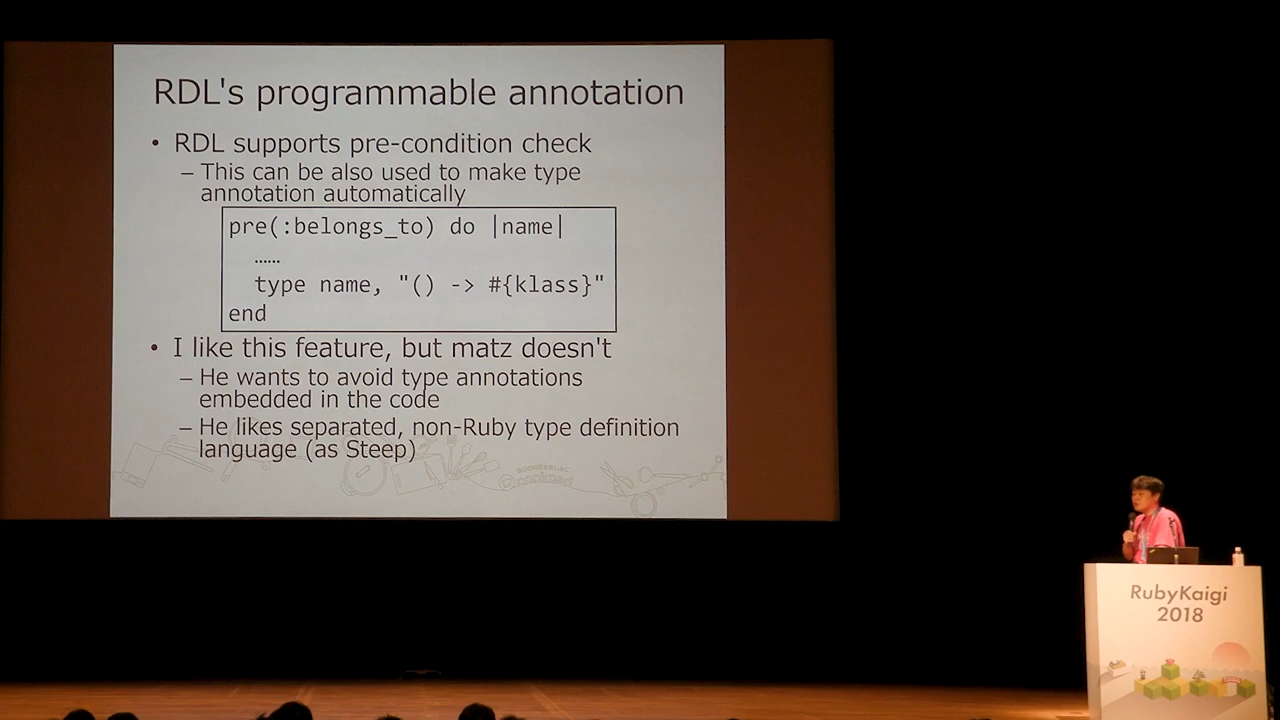 RDL's programmable annotation
• RDL supports pre-condition check
– This can be also used to make type
annotation automatically
pre(:belongs_to) do |name|
……
type name, "() -> #{klass}"
end
• I like this feature, but matz doesn't
– He wants to avoid type annotations
embedded in the code
– He likes separated, non-Ruby type definition
language (as Steep)
cookpad
RubyKaigi
2018